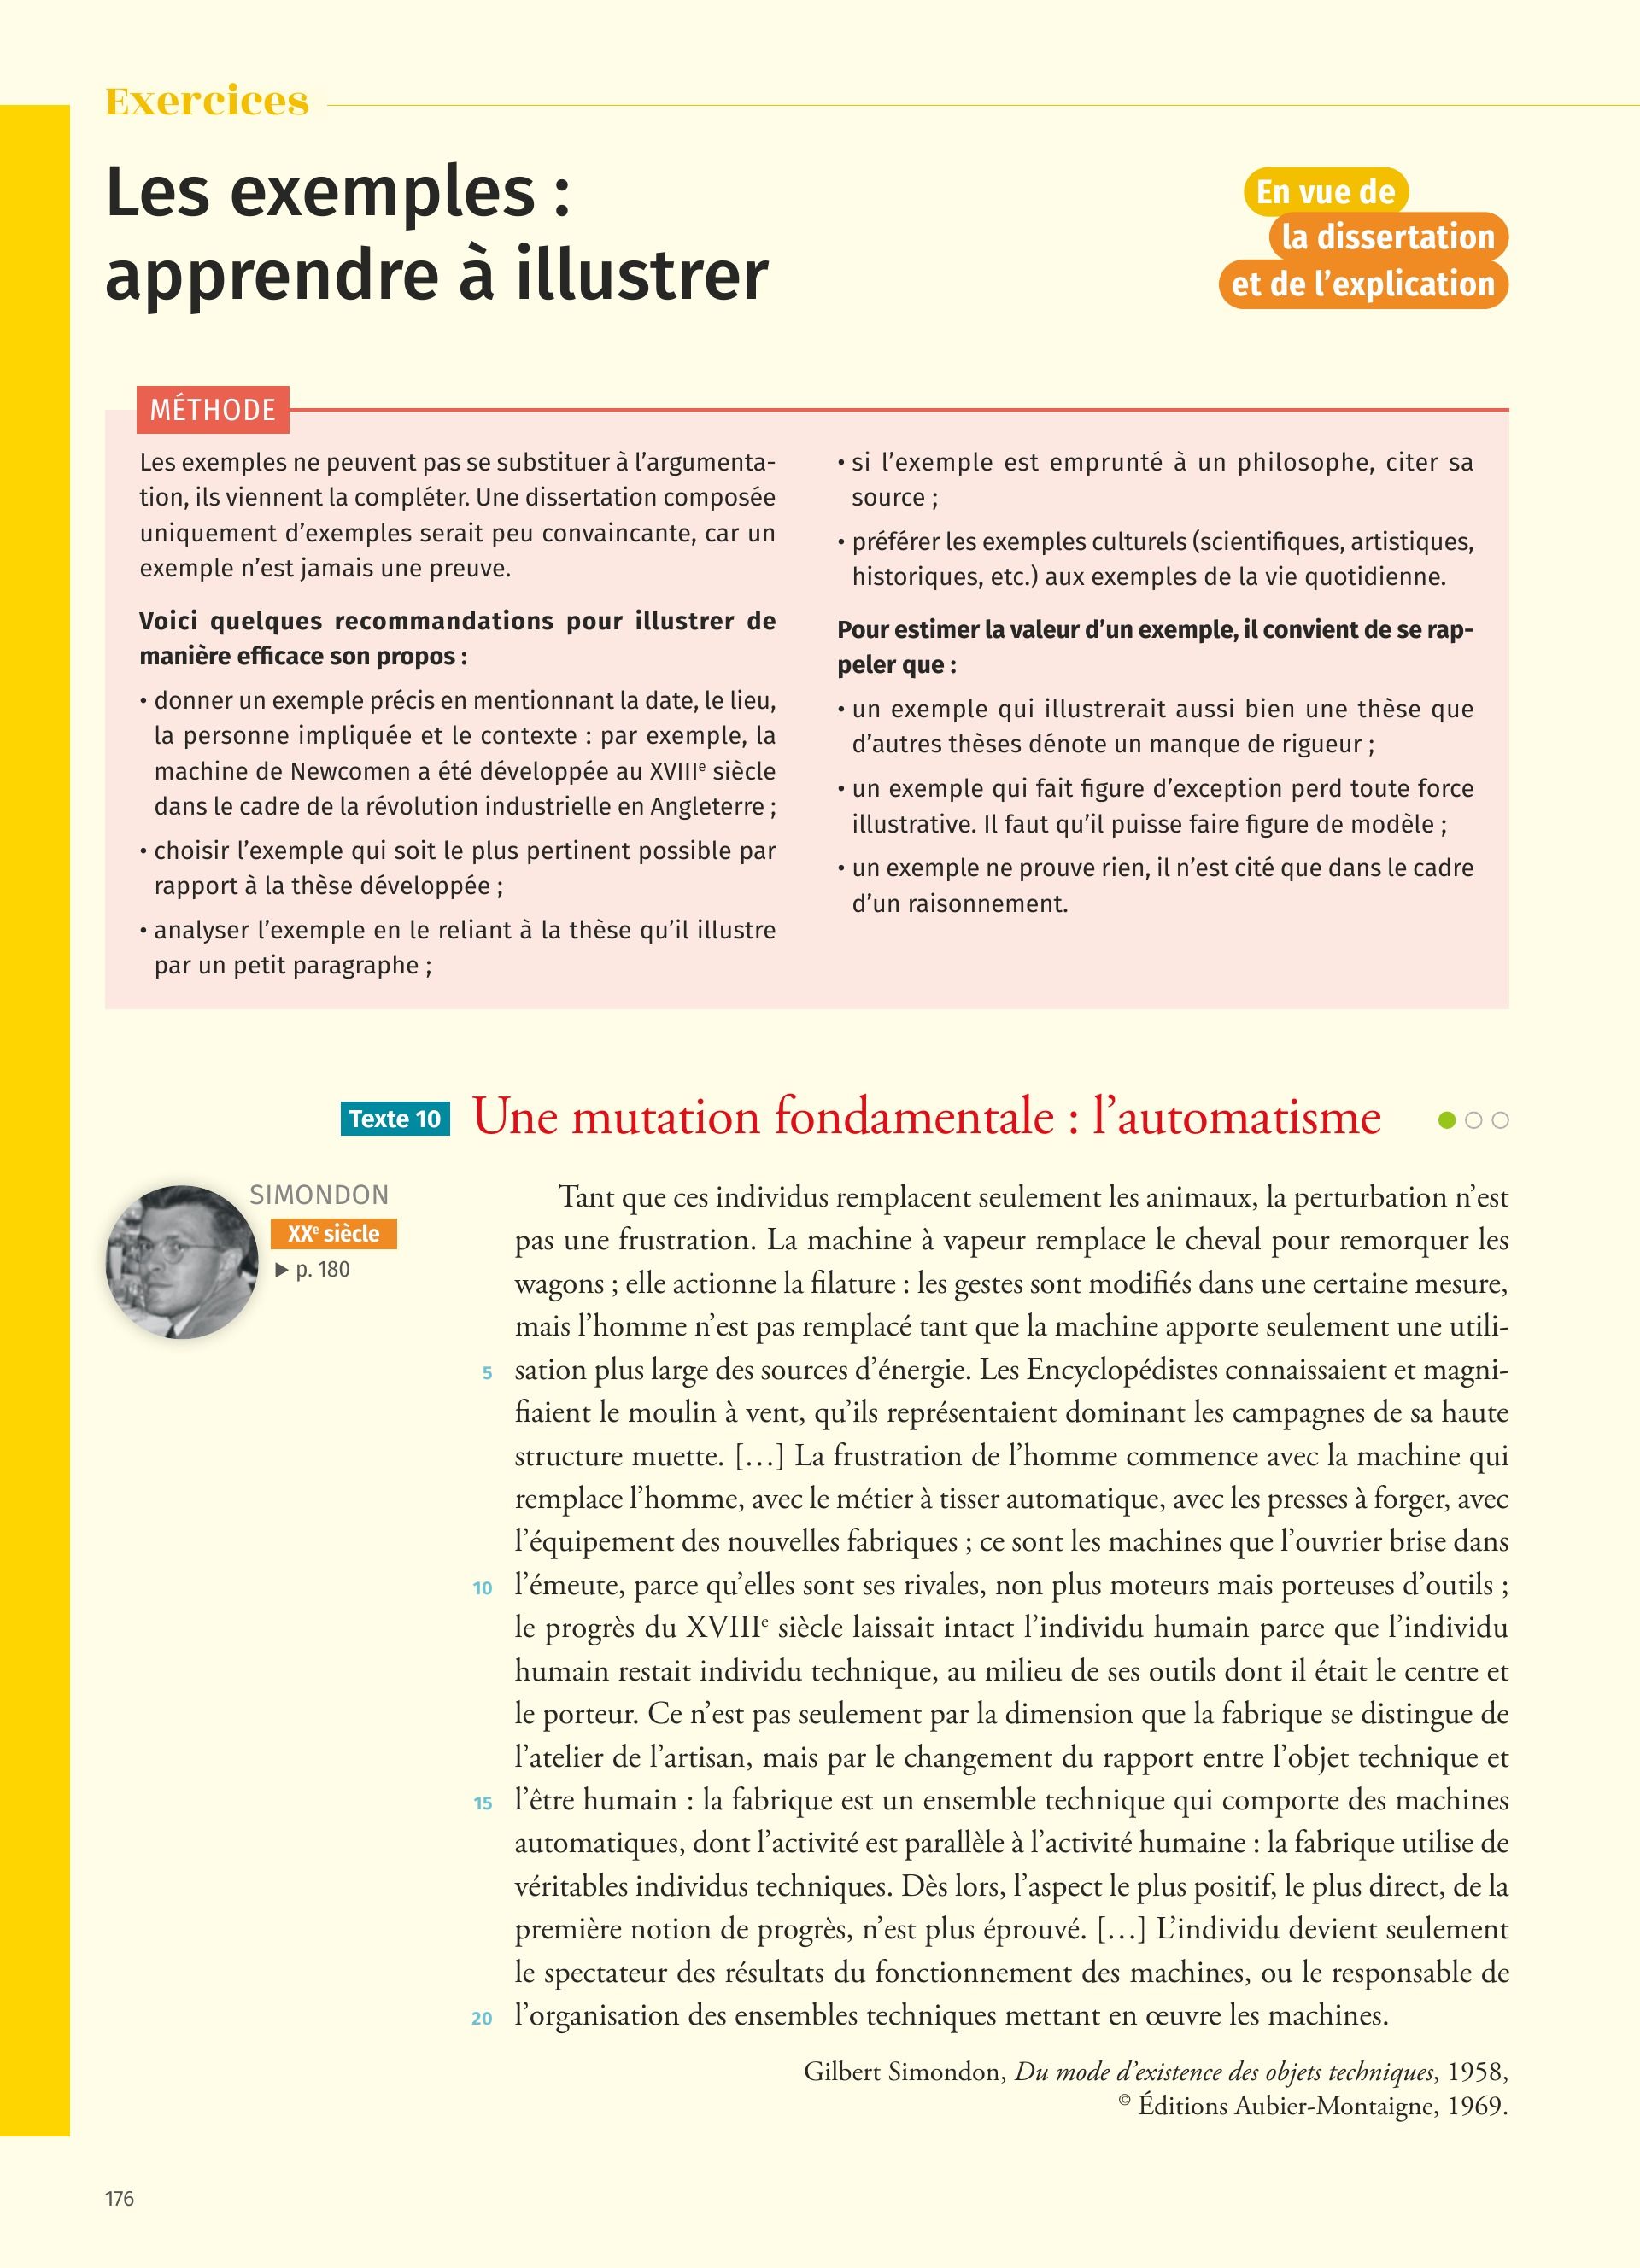 Exercices
Les exemples :
apprendre à illustrer
En vue de
la dissertation
et de l’explication
MÉTHODE
Les exemples ne peuvent pas se substituer à l’argumenta-
tion, ils viennent la compléter. Une dissertation composée
uniquement d’exemples serait peu convaincante, car un
exemple n’est jamais une preuve.
Voici quelques recommandations pour illustrer de
manière efficace son propos :
• donner un exemple précis en mentionnant la date, le lieu,
la personne impliquée et le contexte : par exemple, la
machine de Newcomen a été développée au XVIIIe siècle
dans le cadre de la révolution industrielle en Angleterre ;
• choisir l’exemple qui soit le plus pertinent possible par
rapport à la thèse développée ;
• analyser l’exemple en le reliant à la thèse qu’il illustre
par un petit paragraphe ;
• si l’exemple est emprunté à un philosophe, citer sa
source ;
• préférer les exemples culturels (scientifiques, artistiques,
historiques, etc.) aux exemples de la vie quotidienne.
Pour estimer la valeur d’un exemple, il convient de se rap-
peler que :
• un exemple qui illustrerait aussi bien une thèse que
d’autres thèses dénote un manque de rigueur ;
• un exemple qui fait figure d’exception perd toute force
illustrative. Il faut qu’il puisse faire figure de modèle ;
• un exemple ne prouve rien, il n’est cité que dans le cadre
d’un raisonnement.
Texte 10 Une mutation fondamentale : l’automatisme
SIMONDON
XXe siècle
▶ p. 180
Tant que ces individus remplacent seulement les animaux, la perturbation n’est
pas une frustration. La machine à vapeur remplace le cheval pour remorquer les
wagons ; elle actionne la filature : les gestes sont modifiés dans une certaine mesure,
mais l’homme n’est pas remplacé tant que la machine apporte seulement une utili-
5 sation plus large des sources d’énergie. Les Encyclopédistes connaissaient et magni-
fiaient le moulin à vent, qu’ils représentaient dominant les campagnes de sa haute
structure muette. […] La frustration de l’homme commence avec la machine qui
remplace l’homme, avec le métier à tisser automatique, avec les presses à forger, avec
l’équipement des nouvelles fabriques ; ce sont les machines que l’ouvrier brise dans
10 l’émeute, parce qu’elles sont ses rivales, non plus moteurs mais porteuses d’outils ;
le progrès du XVIIIe siècle laissait intact l’individu humain parce que l’individu
humain restait individu technique, au milieu de ses outils dont il était le centre et
le porteur. Ce n’est pas seulement par la dimension que la fabrique se distingue de
l’atelier de l’artisan, mais par le changement du rapport entre l’objet technique et
15 l’être humain : la fabrique est un ensemble technique qui comporte des machines
automatiques, dont l’activité est parallèle à l’activité humaine : la fabrique utilise de
véritables individus techniques. Dès lors, l’aspect le plus positif, le plus direct, de la
première notion de progrès, n’est plus éprouvé. […] L’individu devient seulement
le spectateur des résultats du fonctionnement des machines, ou le responsable de
20 l’organisation des ensembles techniques mettant en œuvre les machines.
Gilbert Simondon, Du mode d’existence des objets techniques, 1958,
© Éditions Aubier-Montaigne, 1969.
176